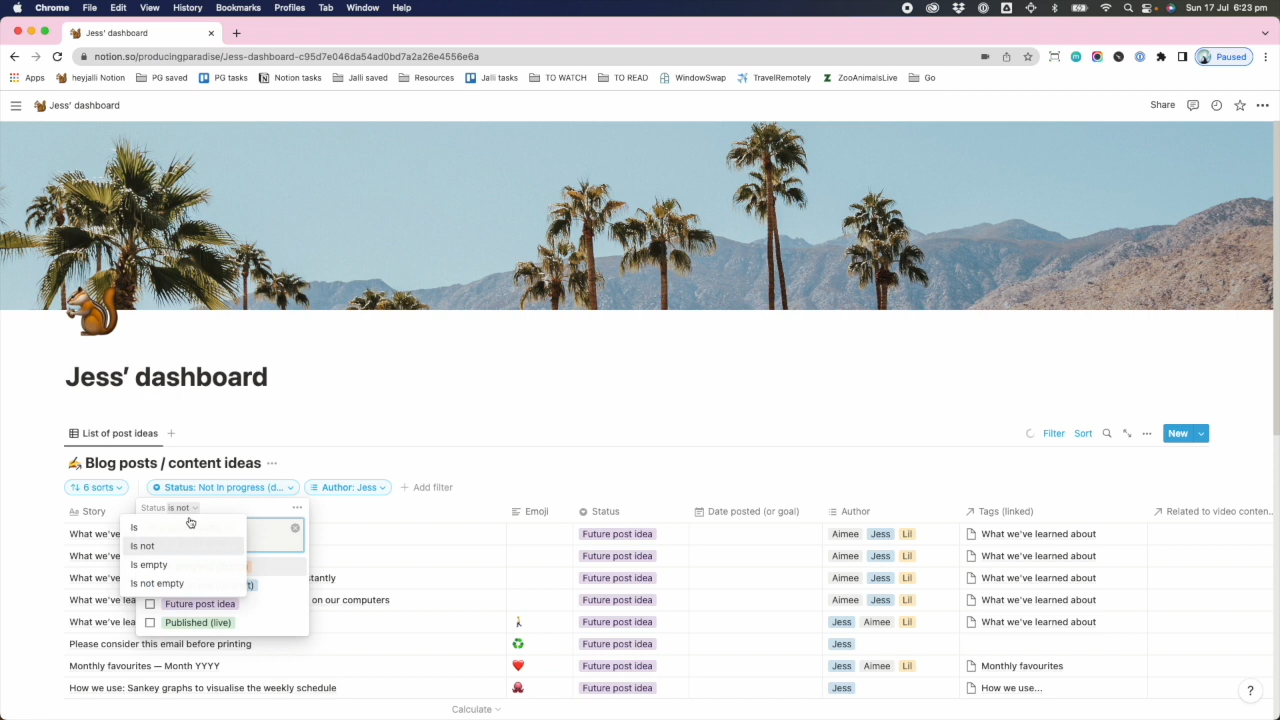 Chrome File Edit View History Bookmarks Profiles Tab Window Help Sun 17 Jul 6:23 pm
Jess' dashboard
notion.so/producingparadise/Jess-dashboard-c95d7e046da54ad0bd7a2a26e4556e6a Paused
Apps heyjalli Notion PG saved PG tasks Notion tasks Jalli saved Resources Jalli tasks TO WATCH TO READ WindowSwap TravelRemotely ZooAnimalsLive Go
Jess' dashboard Share
Jess' dashboard
List of post ideas Filter Sort New
Blog posts / content ideas
6 sorts Status: Not In progress (d... Author: Jess Add filter
Story Status is not Emoji Status Date posted (or goal) Author Tags (linked) Related to video conten...
Is
Is not
Is empty
Is not empty
What we've Future post idea Aimee Jess Lil What we've learned about
What we've Future post idea Aimee Jess Lil What we've learned about
What we've stantly Future post idea Aimee Jess Lil What we've learned about
What we've lea on our computers Future post idea Aimee Jess Lil What we've learned about
Future post idea
What we've lea Future post idea Jess Aimee Lil What we've learned about
Published (live)
Please consider this email before printing Future post idea Jess
Monthly favourites — Month YYYY Future post idea Jess Aimee Lil Monthly favourites
How we use: Sankey graphs to visualise the weekly schedule Future post idea Jess How we use...
Calculate ?